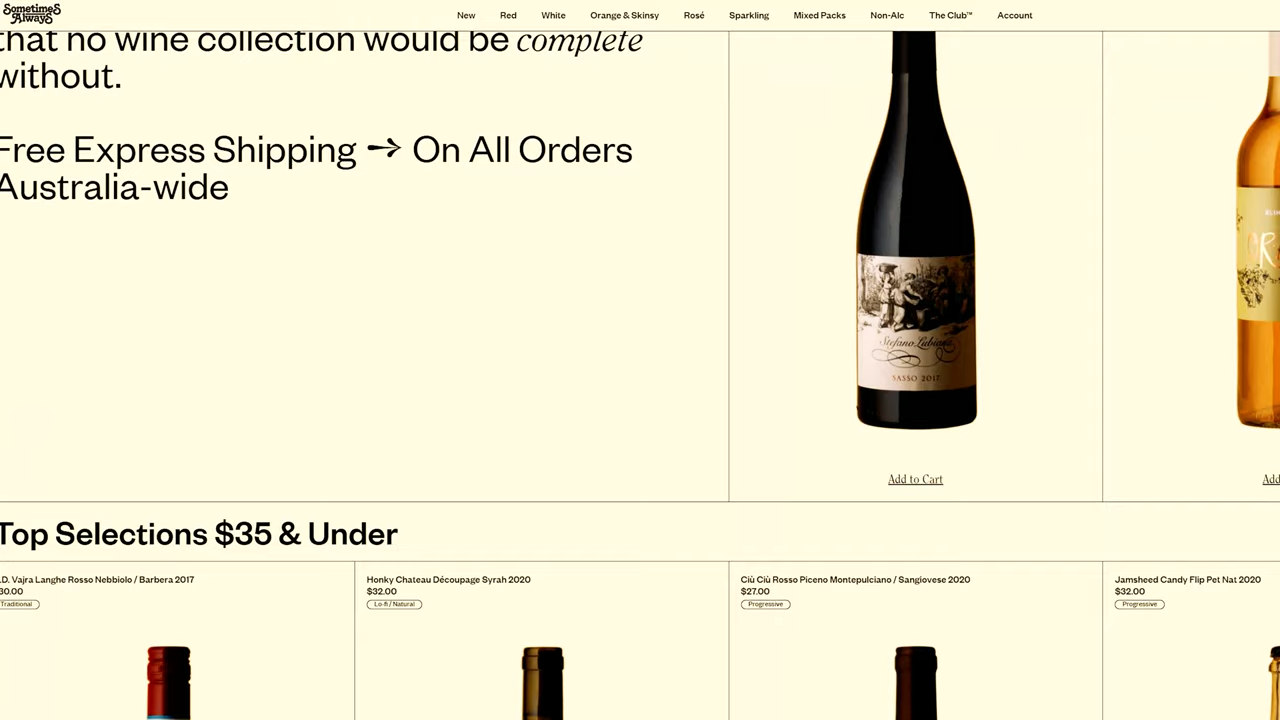 Sometimes Always
New Red White Orange & Skinsy Rosé Sparkling Mixed Packs Non-Alc The Club™ Account
that no wine collection would be complete
without.
Free Express Shipping ➔ On All Orders
Australia-wide
Stefano Lubiana
SASSO 2017
Add to Cart
Add
Top Selections $35 & Under
.D. Vajra Langhe Rosso Nebbiolo / Barbera 2017
30.00
Traditional
Honky Chateau Découpage Syrah 2020
$32.00
Lo-fi / Natural
Ciù Ciù Rosso Piceno Montepulciano / Sangiovese 2020
$27.00
Progressive
Jamsheed Candy Flip Pet Nat 2020
$32.00
Progressive